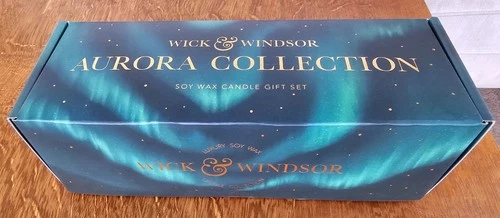 WICK & WINDSOR
AURORA COLLECTION
SOY WAX CANDLE GIFT SET
LUXURY SOY WAX
WICK & WINDSOR